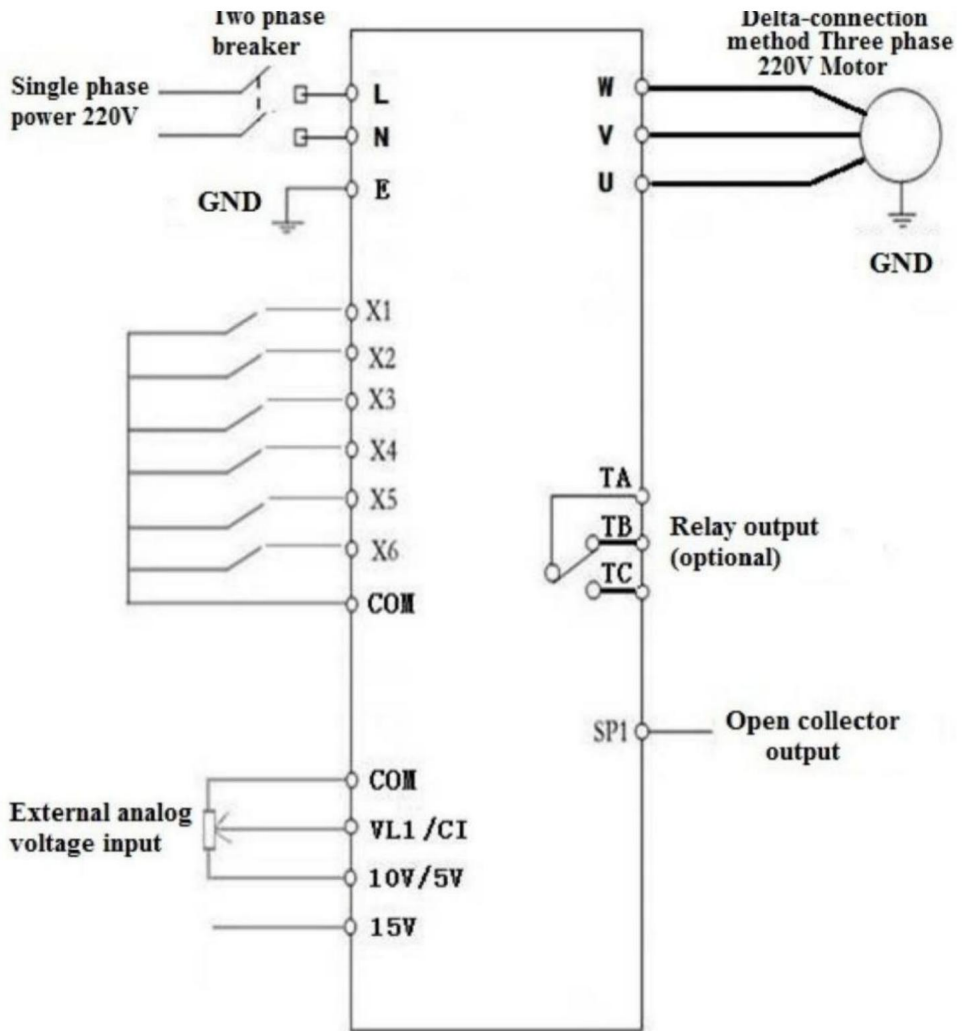 Two phase
breaker
Single phase
power 220V
L
N
E
GND
Delta-connection
method Three phase
220V Motor
W
V
U
GND
X1
X2
X3
X4
X5
X6
COM
TA
TB
TC
Relay output
(optional)
SP1
Open collector
output
External analog
voltage input
COM
VL1/CI
10V/5V
15V